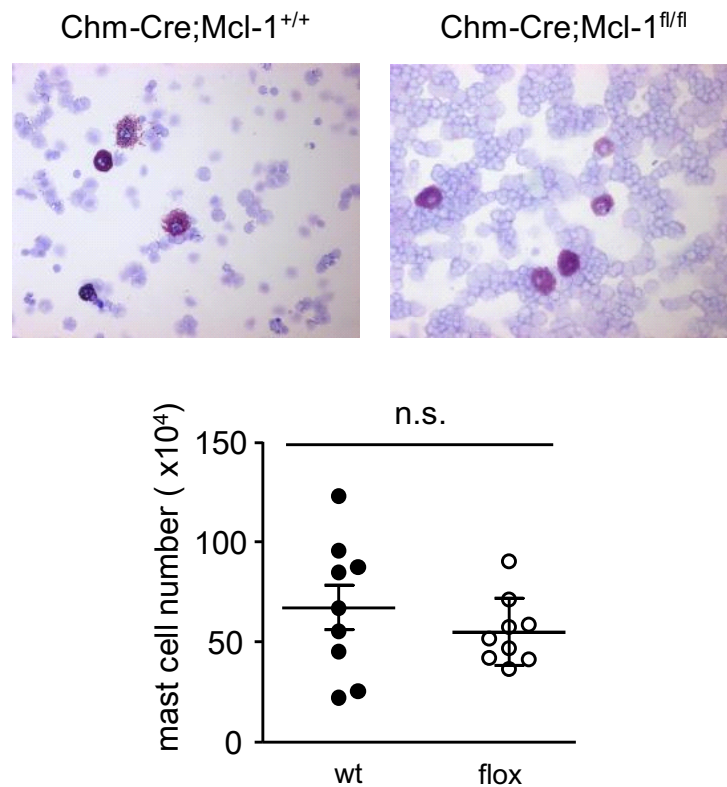 Chm-Cre;Mcl-1+/+
Chm-Cre;Mcl-1fl/fl
n.s.
mast cell number ( x10⁴)
150
100
50
0
wt
flox